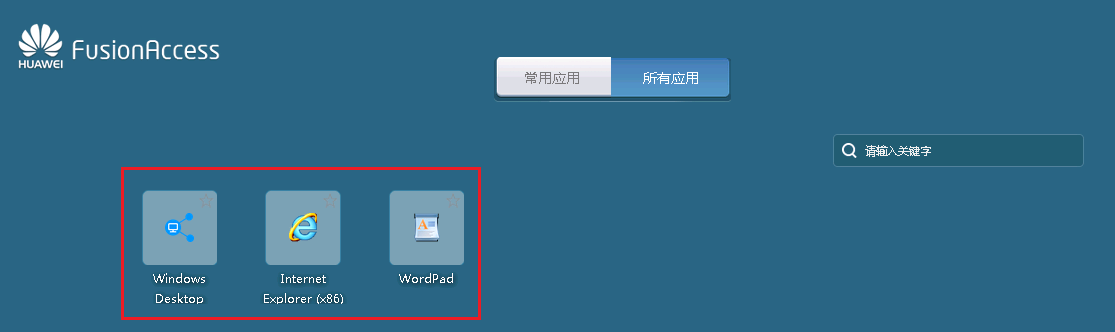 HUAWEI FusionAccess
常用应用 所有应用
请输入关键字
Windows Desktop
Internet Explorer (x86)
WordPad